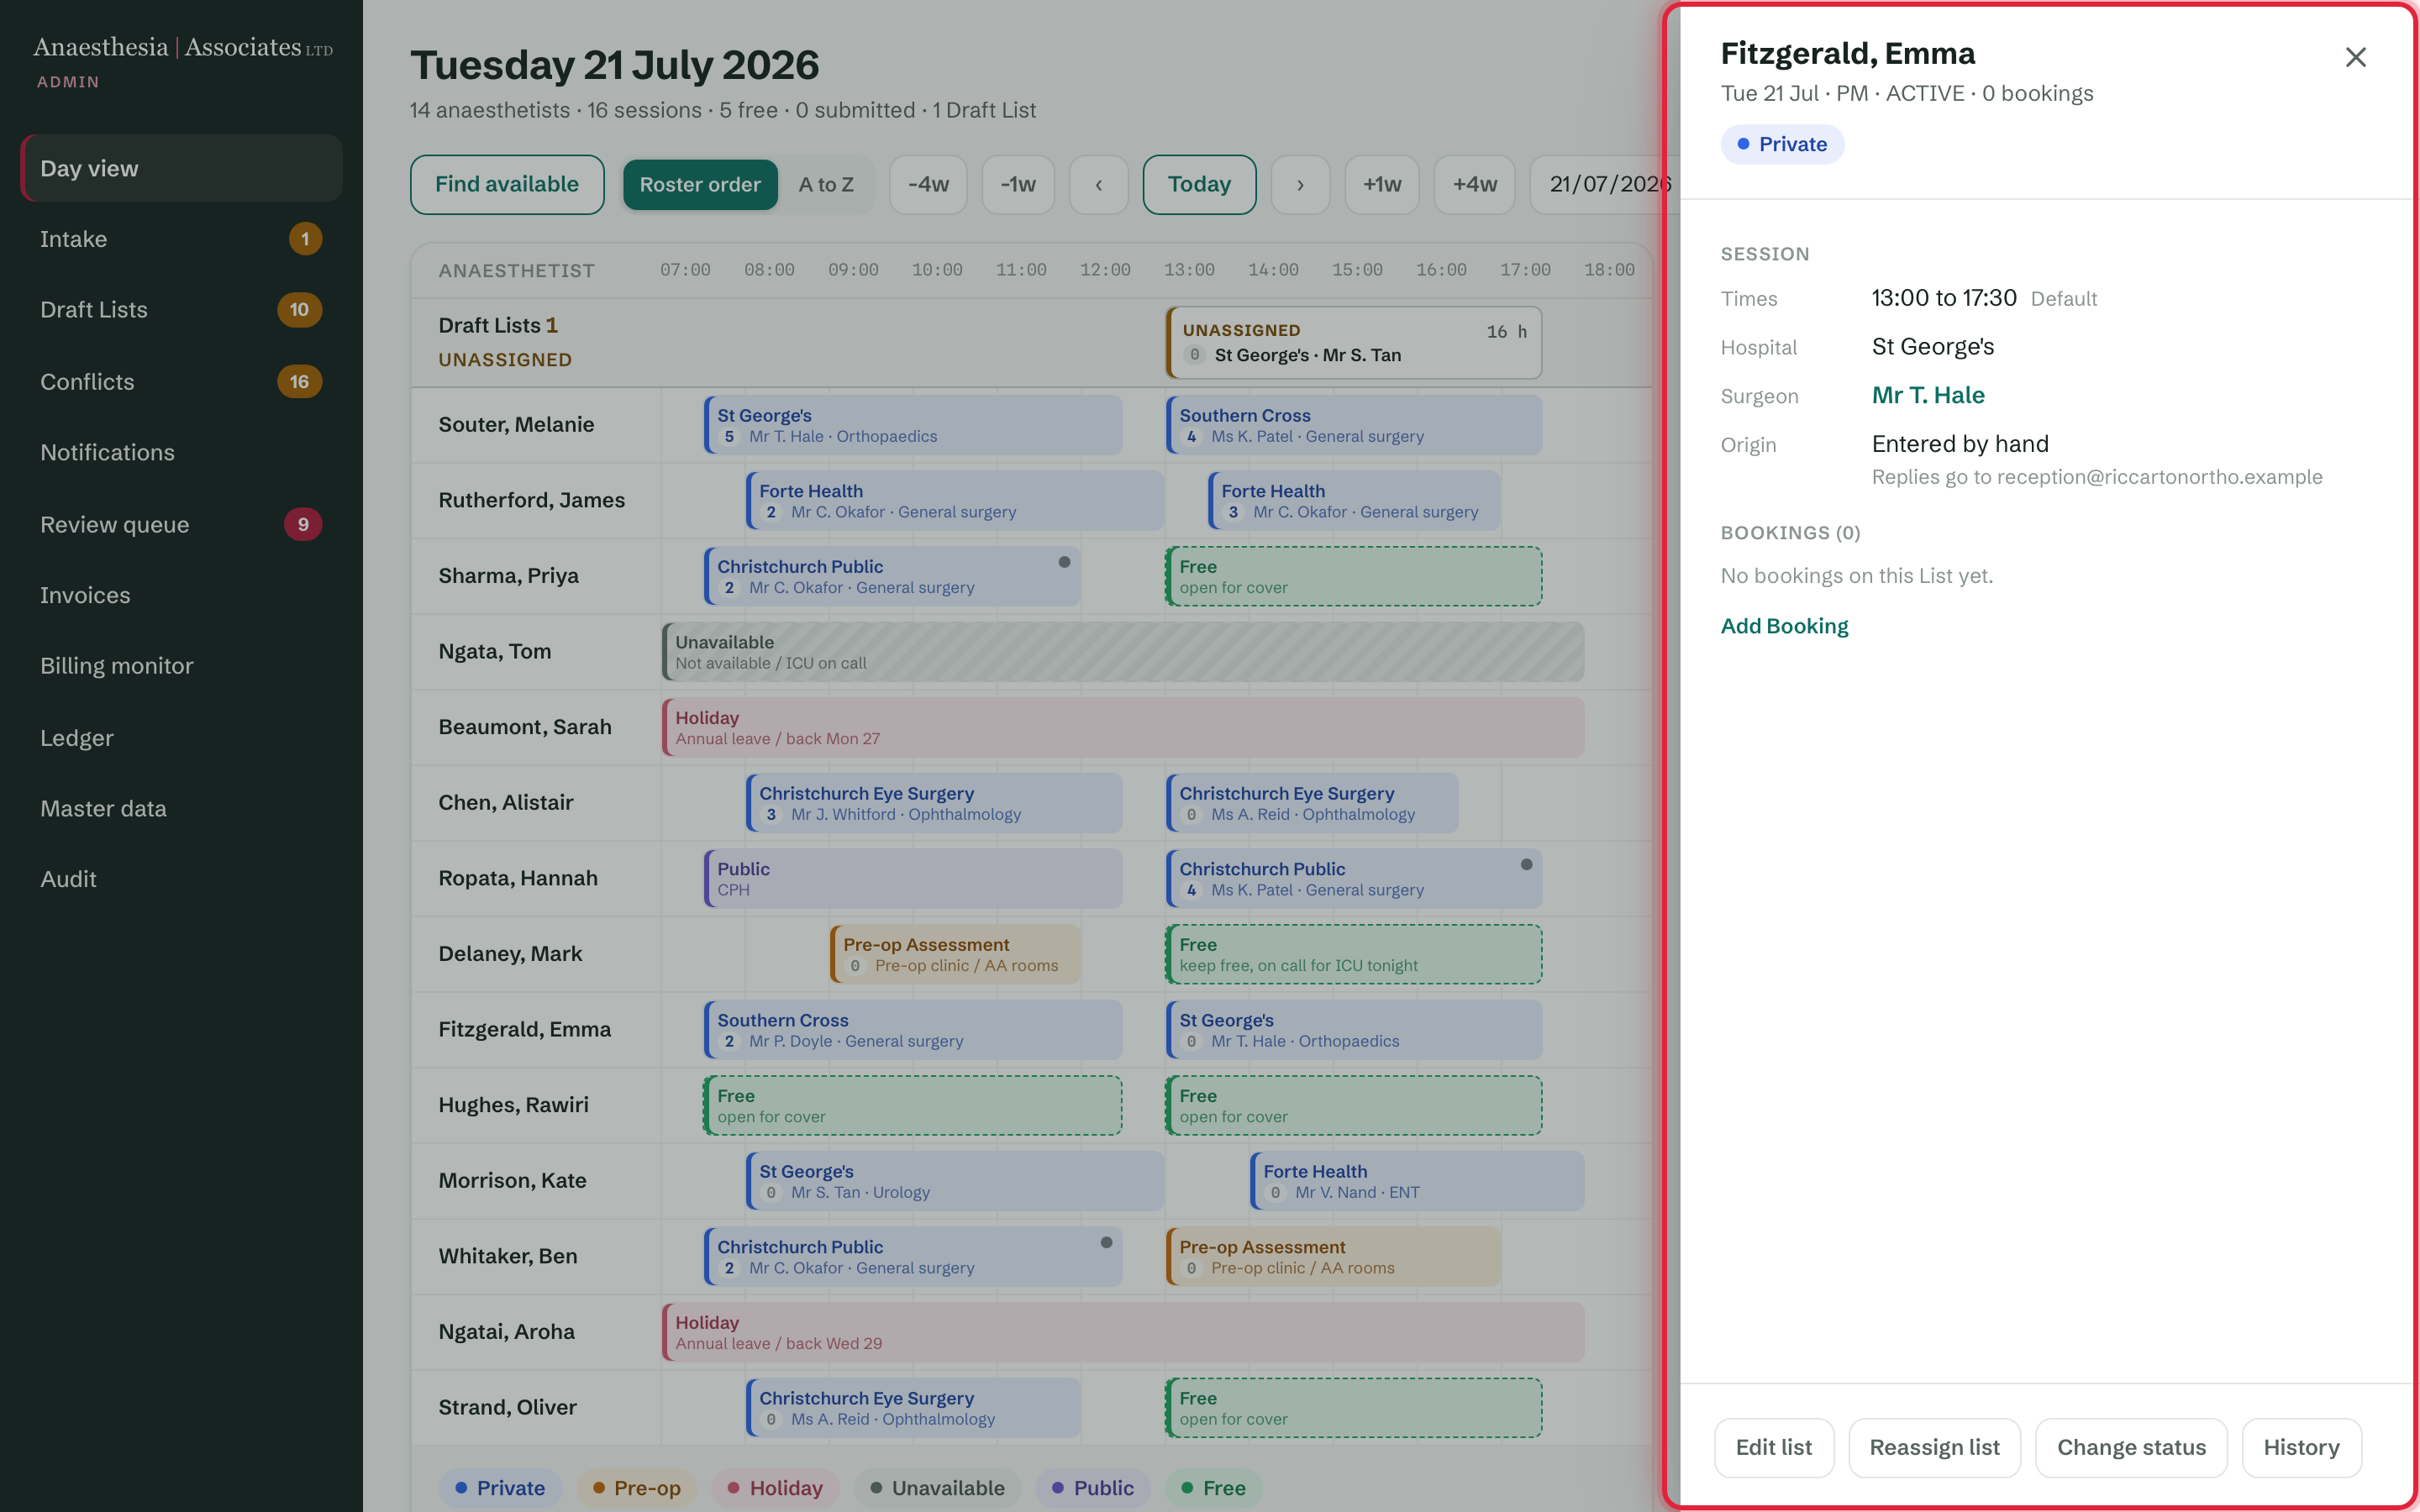 Anaesthesia | Associates LTD
ADMIN
Day view
Intake 1
Draft Lists 10
Conflicts 16
Notifications
Review queue 9
Invoices
Billing monitor
Ledger
Master data
Audit
Tuesday 21 July 2026
14 anaesthetists · 16 sessions · 5 free · 0 submitted · 1 Draft List
Find available Roster order A to Z -4w -1w ‹ Today › +1w +4w 21/07/2026
ANAESTHETIST 07:00 08:00 09:00 10:00 11:00 12:00 13:00 14:00 15:00 16:00 17:00 18:00
Draft Lists 1
UNASSIGNED
UNASSIGNED 16 h
0 St George's · Mr S. Tan
Souter, Melanie
St George's
5 Mr T. Hale · Orthopaedics
Southern Cross
4 Ms K. Patel · General surgery
Rutherford, James
Forte Health
2 Mr C. Okafor · General surgery
Forte Health
3 Mr C. Okafor · General surgery
Sharma, Priya
Christchurch Public
2 Mr C. Okafor · General surgery
Free
open for cover
Ngata, Tom
Unavailable
Not available / ICU on call
Beaumont, Sarah
Holiday
Annual leave / back Mon 27
Chen, Alistair
Christchurch Eye Surgery
3 Mr J. Whitford · Ophthalmology
Christchurch Eye Surgery
0 Ms A. Reid · Ophthalmology
Ropata, Hannah
Public
CPH
Christchurch Public
4 Ms K. Patel · General surgery
Delaney, Mark
Pre-op Assessment
0 Pre-op clinic / AA rooms
Free
keep free, on call for ICU tonight
Fitzgerald, Emma
Southern Cross
2 Mr P. Doyle · General surgery
St George's
0 Mr T. Hale · Orthopaedics
Hughes, Rawiri
Free
open for cover
Free
open for cover
Morrison, Kate
St George's
0 Mr S. Tan · Urology
Forte Health
0 Mr V. Nand · ENT
Whitaker, Ben
Christchurch Public
2 Mr C. Okafor · General surgery
Pre-op Assessment
0 Pre-op clinic / AA rooms
Ngatai, Aroha
Holiday
Annual leave / back Wed 29
Strand, Oliver
Christchurch Eye Surgery
0 Ms A. Reid · Ophthalmology
Free
open for cover
Private Pre-op Holiday Unavailable Public Free
Fitzgerald, Emma
Tue 21 Jul · PM · ACTIVE · 0 bookings
Private
SESSION
Times 13:00 to 17:30 Default
Hospital St George's
Surgeon Mr T. Hale
Origin Entered by hand
Replies go to reception@riccartonortho.example
BOOKINGS (0)
No bookings on this List yet.
Add Booking
Edit list Reassign list Change status History